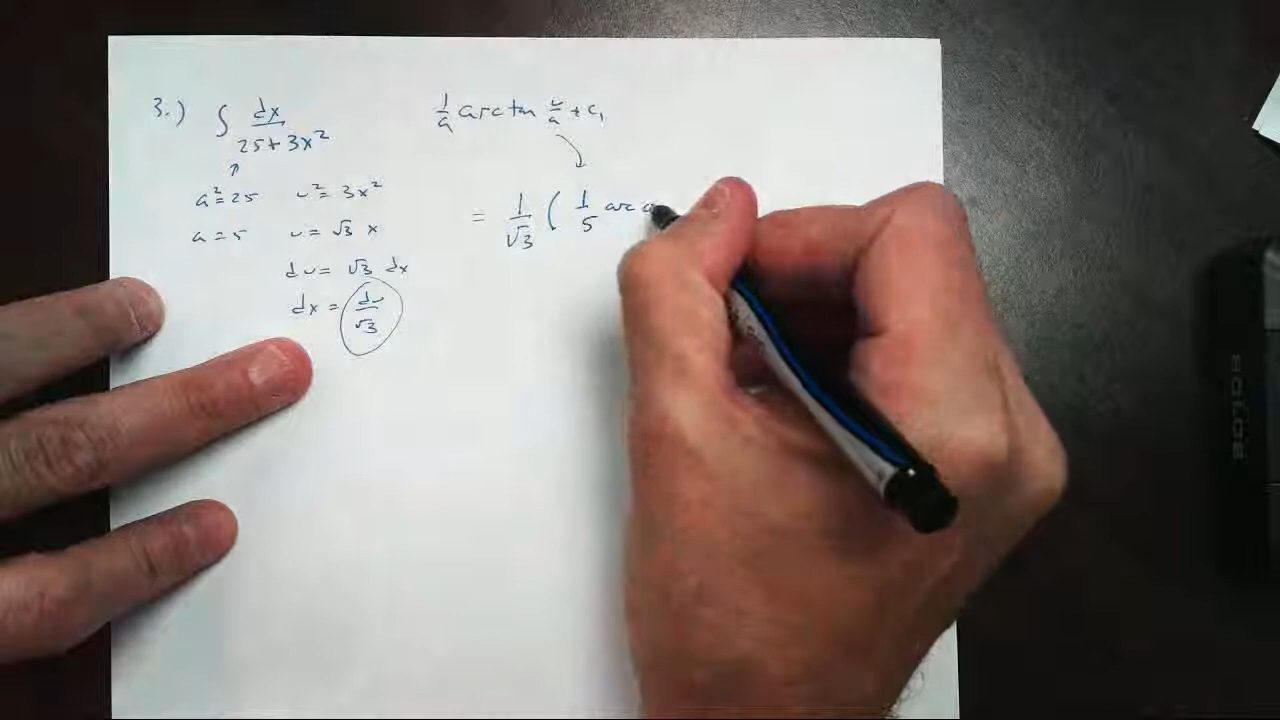 3.) ∫ dx / 25+3x²
1/a arctan u/a + C₁
a²=25 u²=3x²
= 1/√3 ( 1/5 arc
a=5 u=√3 x
du=√3 dx
dx = du/√3